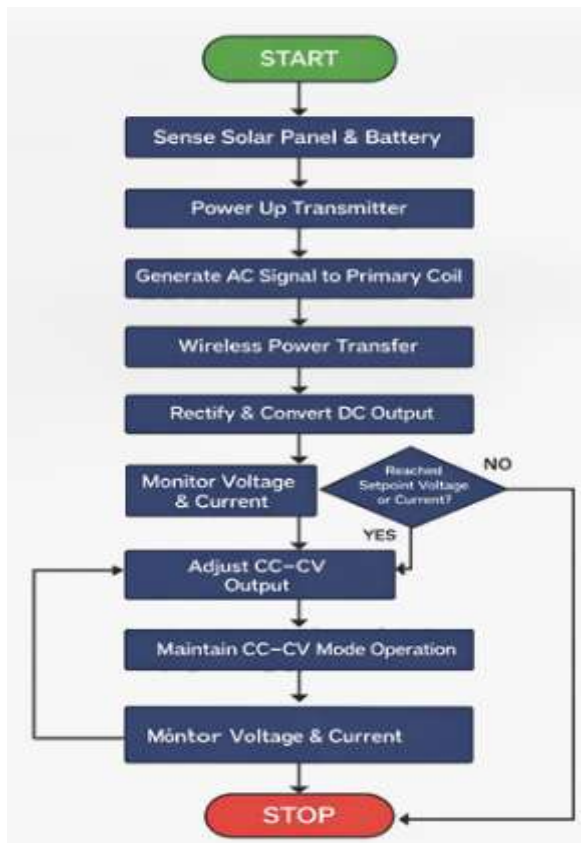 START
Sense Solar Panel & Battery
Power Up Transmitter
Generate AC Signal to Primary Coil
Wireless Power Transfer
Rectify & Convert DC Output
Monitor Voltage
& Current
Reached
Setpoint Voltage
or Current?
NO
YES
Adjust CC–CV
Output
Maintain CC–CV Mode Operation
Móntor Voltage & Current
STOP